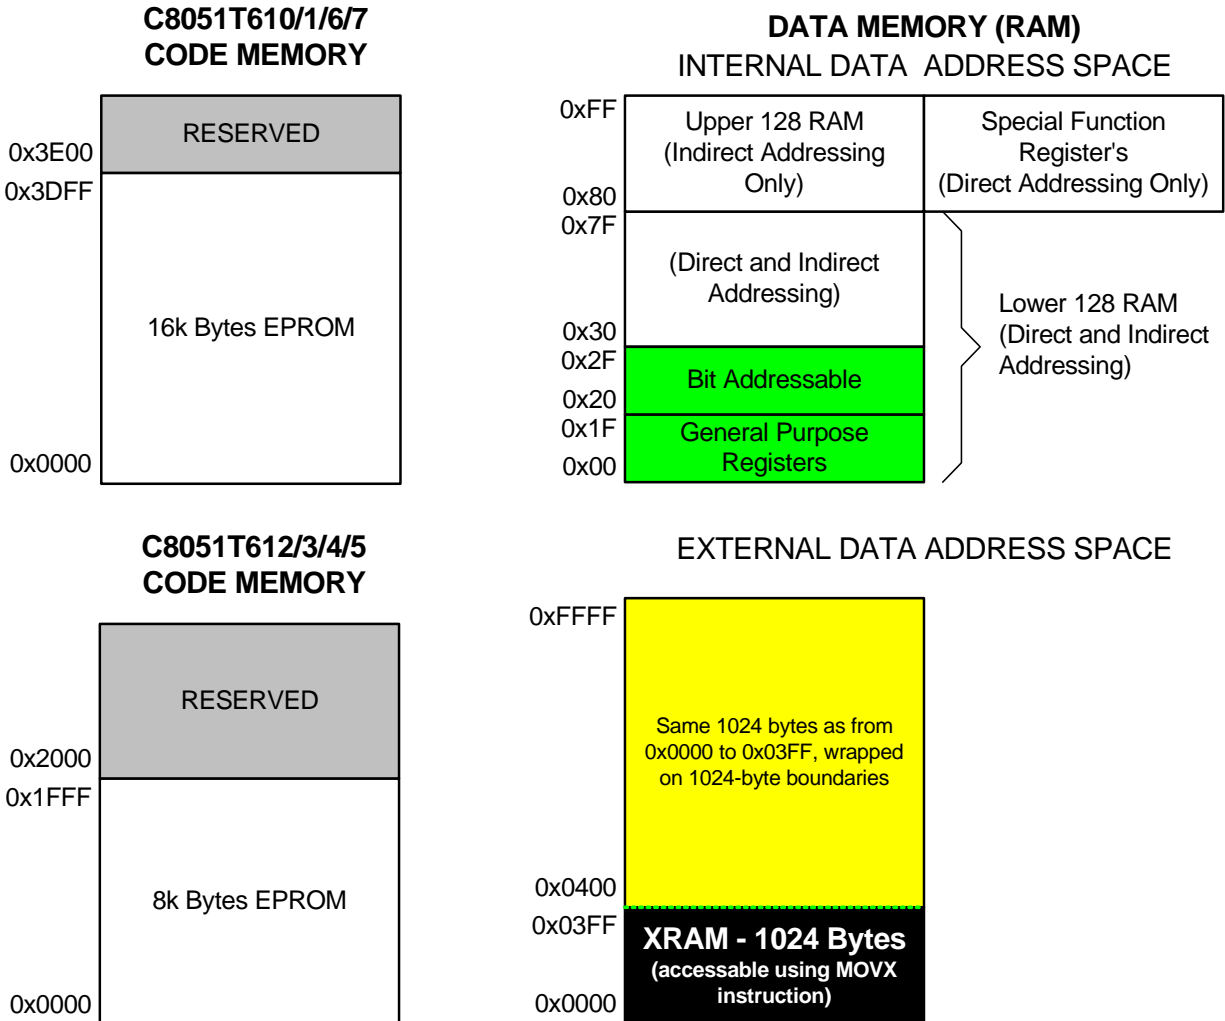 C8051T610/1/6/7
CODE MEMORY
RESERVED
0x3E00
0x3DFF
16k Bytes EPROM
0x0000
DATA MEMORY (RAM)
INTERNAL DATA ADDRESS SPACE
0xFF
Upper 128 RAM
(Indirect Addressing
Only)
0x80
Special Function
Register's
(Direct Addressing Only)
0x7F
(Direct and Indirect
Addressing)
0x30
0x2F
Bit Addressable
0x20
0x1F
General Purpose
Registers
0x00
Lower 128 RAM
(Direct and Indirect
Addressing)
C8051T612/3/4/5
CODE MEMORY
RESERVED
0x2000
0x1FFF
8k Bytes EPROM
0x0000
EXTERNAL DATA ADDRESS SPACE
0xFFFF
Same 1024 bytes as from
0x0000 to 0x03FF, wrapped
on 1024-byte boundaries
0x0400
0x03FF
XRAM - 1024 Bytes
(accessable using MOVX
instruction)
0x0000